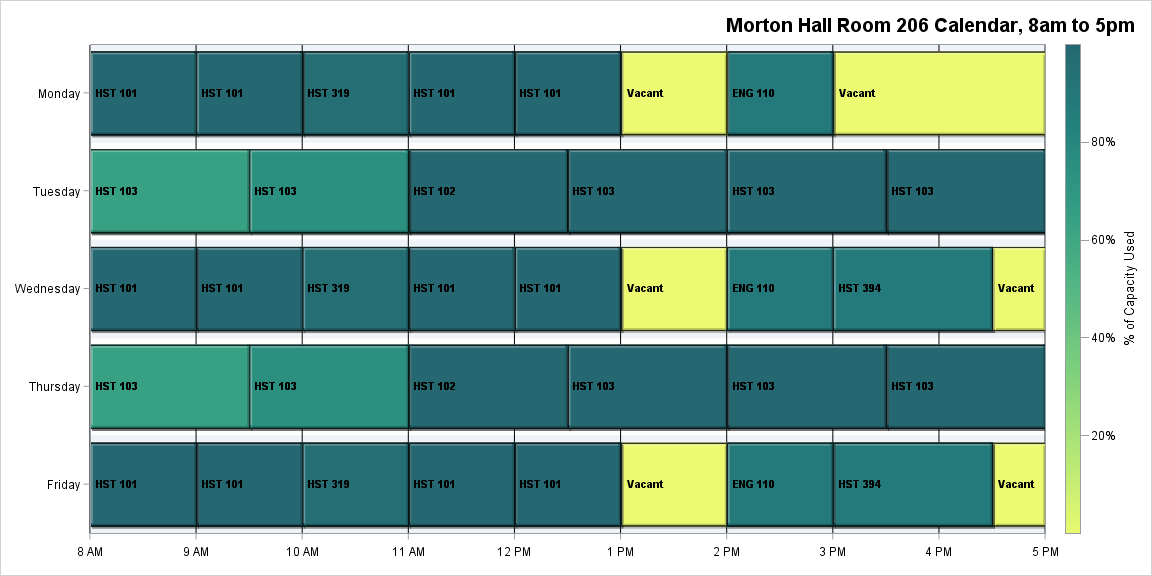 Morton Hall Room 206 Calendar, 8am to 5pm
Monday HST 101 HST 101 HST 319 HST 101 HST 101 Vacant ENG 110 Vacant
80%
Tuesday HST 103 HST 103 HST 102 HST 103 HST 103 HST 103
60%
% of Capacity Used
Wednesday HST 101 HST 101 HST 319 HST 101 HST 101 Vacant ENG 110 HST 394 Vacant
40%
Thursday HST 103 HST 103 HST 102 HST 103 HST 103 HST 103
20%
Friday HST 101 HST 101 HST 319 HST 101 HST 101 Vacant ENG 110 HST 394 Vacant
8 AM 9 AM 10 AM 11 AM 12 PM 1 PM 2 PM 3 PM 4 PM 5 PM